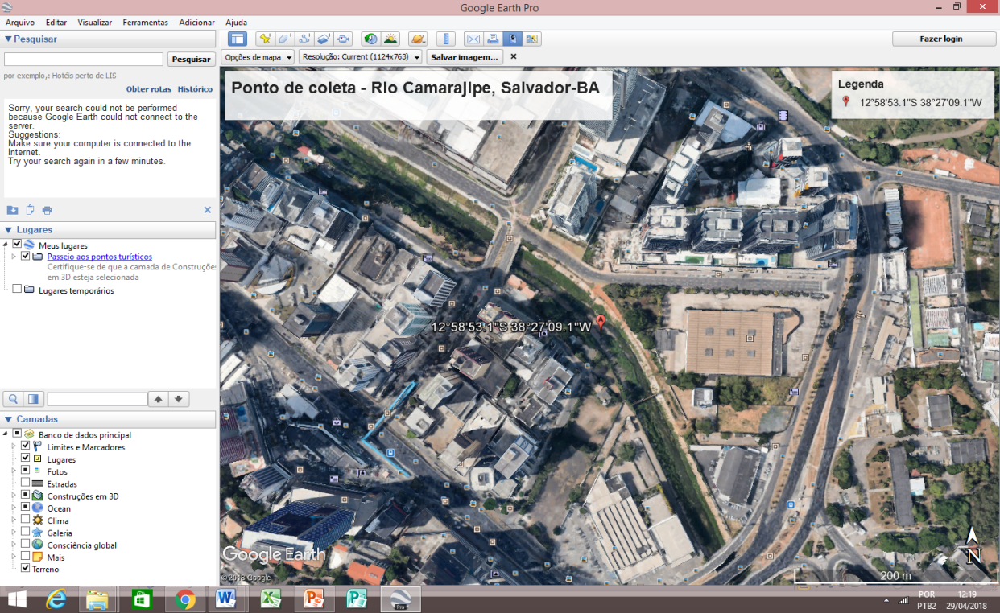 Google Earth Pro
Arquivo Editar Visualizar Ferramentas Adicionar Ajuda
Pesquisar
Pesquisar
por exemplo,: Hotéis perto de LIS
Obter rotas Histórico
Sorry, your search could not be performed
because Google Earth could not connect to the
server.
Suggestions:
Make sure your computer is connected to the
Internet.
Try your search again in a few minutes.
Lugares
Meus lugares
Passeio aos pontos turísticos
Certifique-se de que a camada de Construções
em 3D esteja selecionada
Lugares temporários
Camadas
Banco de dados principal
Limites e Marcadores
Lugares
Fotos
Estradas
Construções em 3D
Ocean
Clima
Galeria
Consciência global
Mais
Terreno
Fazer login
Opções de mapa Resolução: Current (1124x763) Salvar imagem...
Ponto de coleta - Rio Camarajipe, Salvador-BA
Legenda
12°58'53.1"S 38°27'09.1"W
12°58'53.1"S 38°27'09.1"W
A
Google Earth
© 2018 Google
N
200 m
Pro
POR
PTB2
12:19
29/04/2018